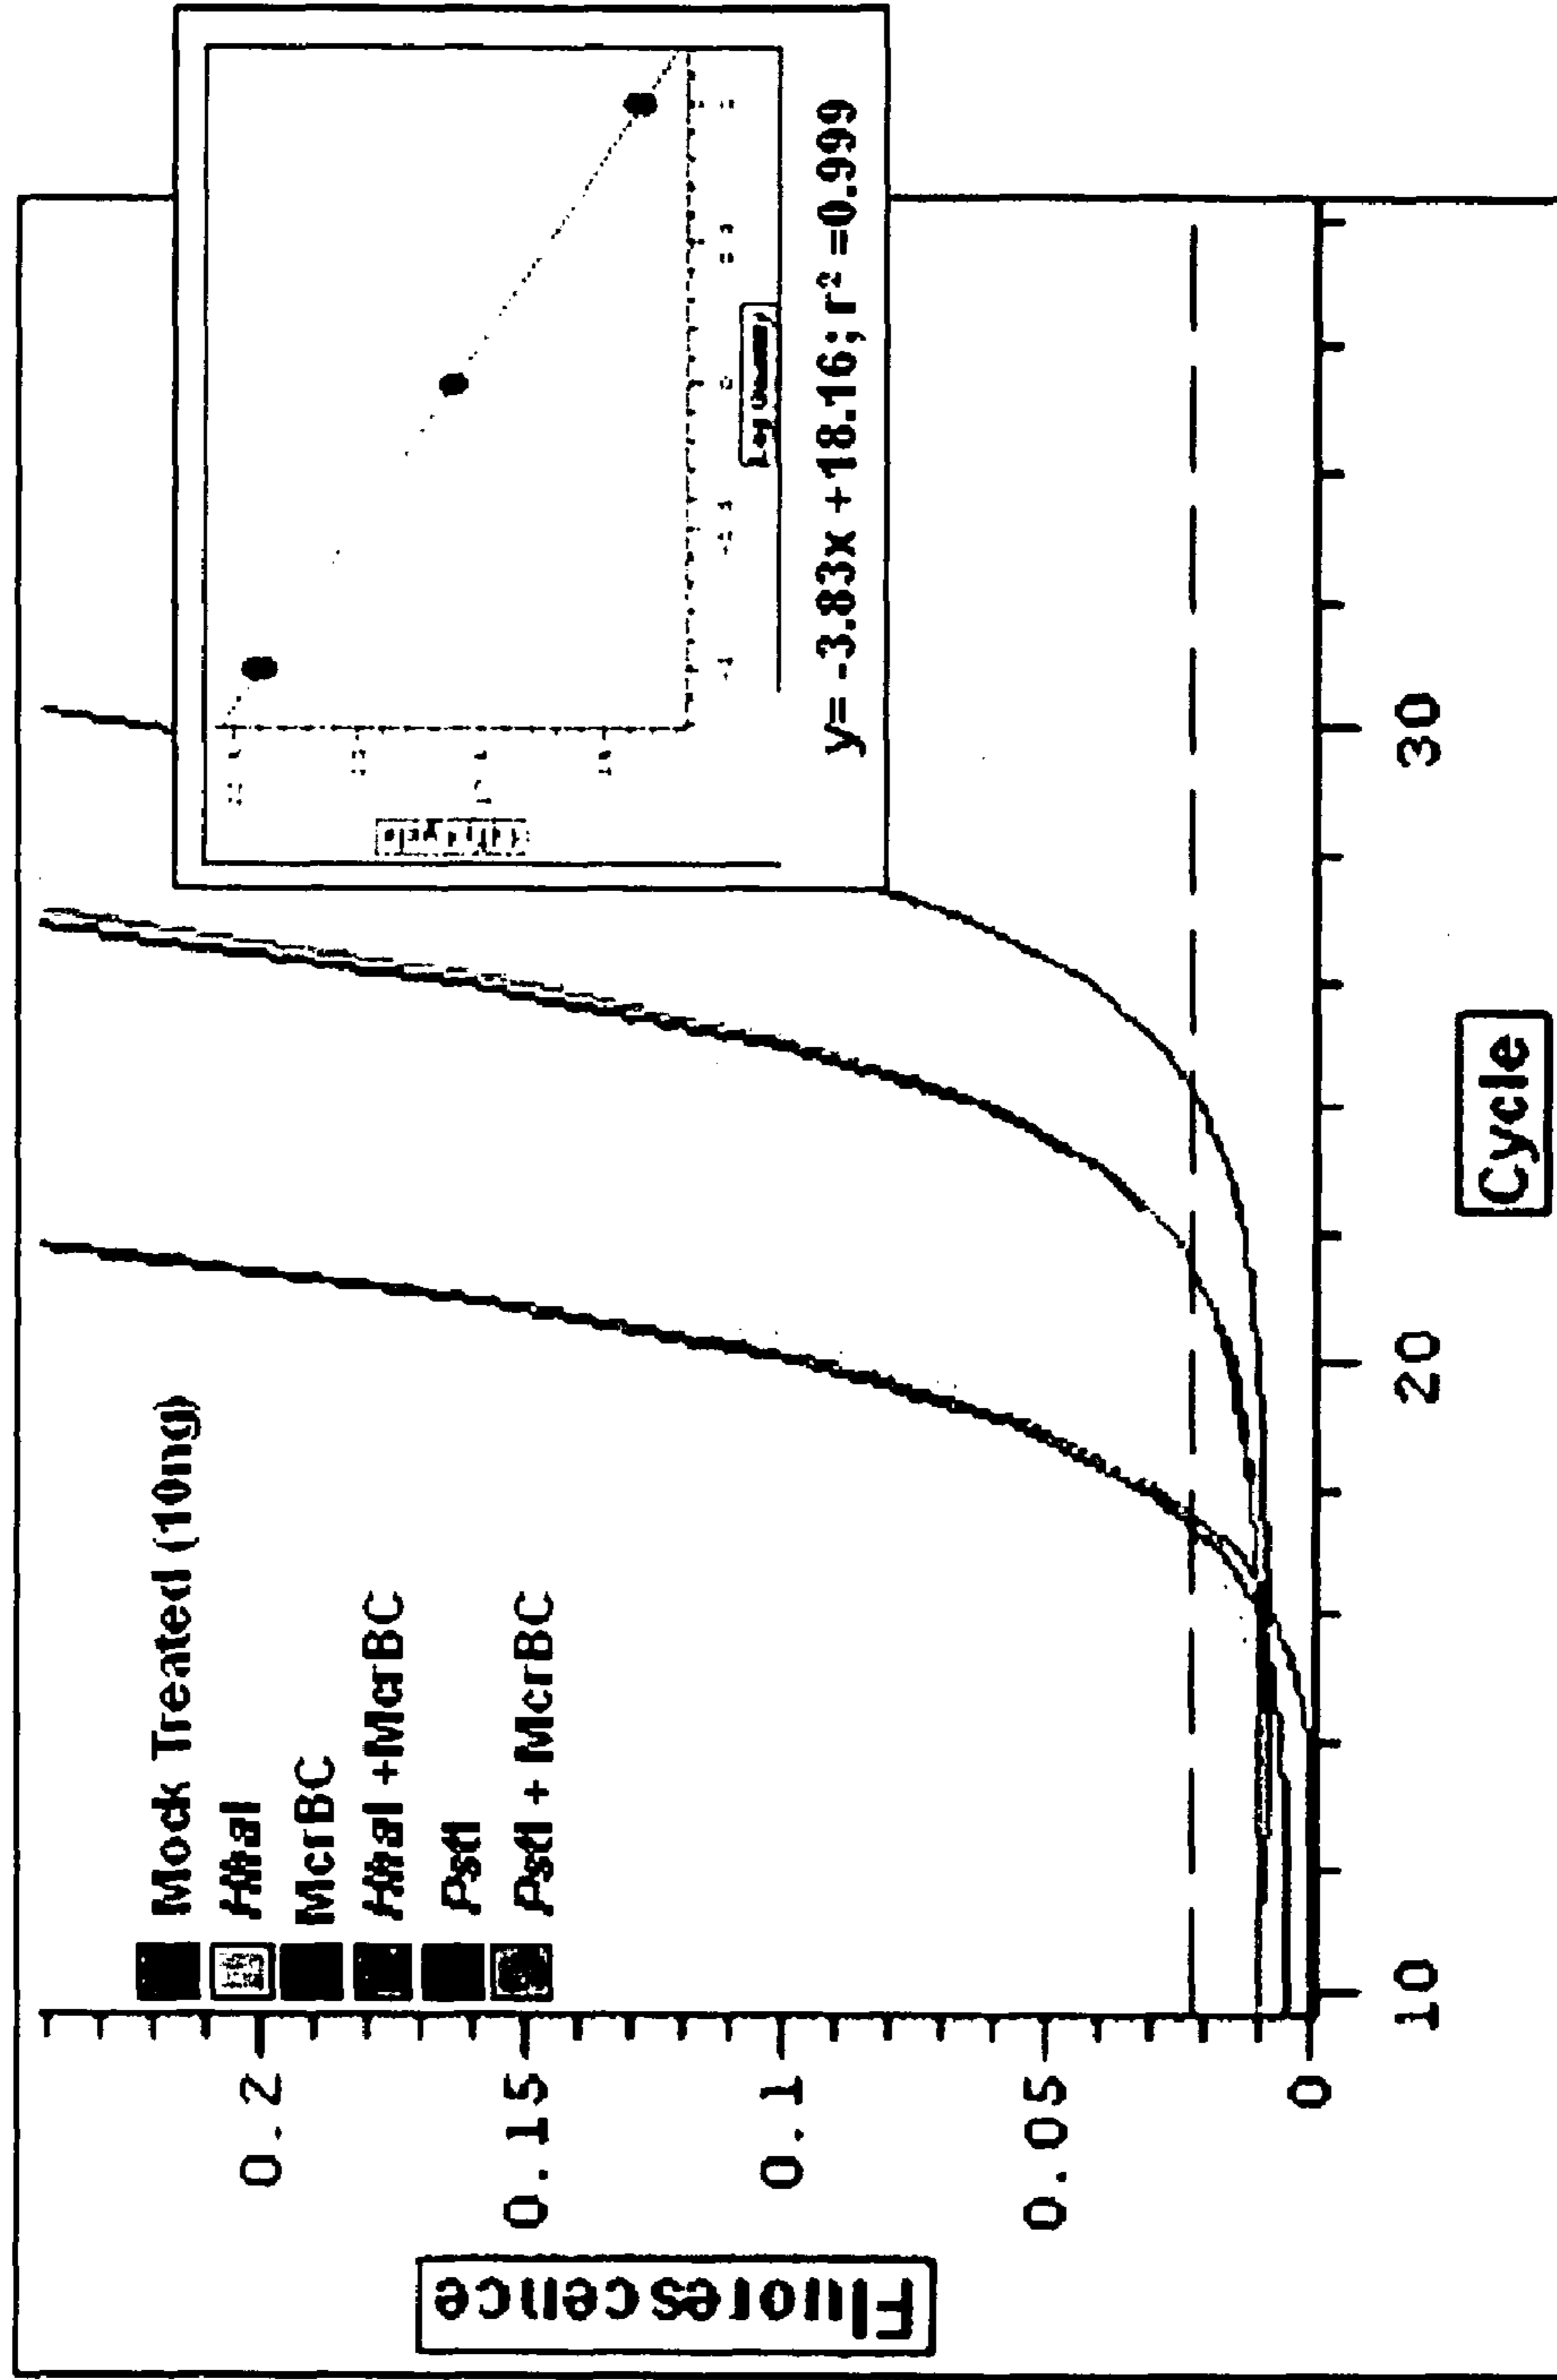 Fluorescence
0.2
0.15
0.1
0.05
0
Mock Treated (10ng)
HhaI
McrBC
HhaI +McrBC
PstI
PstI + McrBC
10
20
30
Cycle
0
y= -3.83x +18.16; r² =0.999